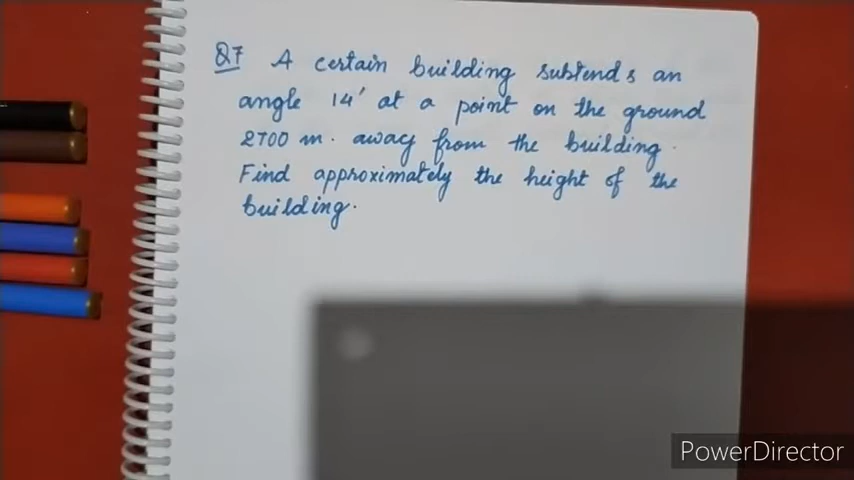 Q7 A certain building subtends an
angle 14' at a point on the ground
2700 m. away from the building.
Find approximately the height of the
building.
PowerDirector